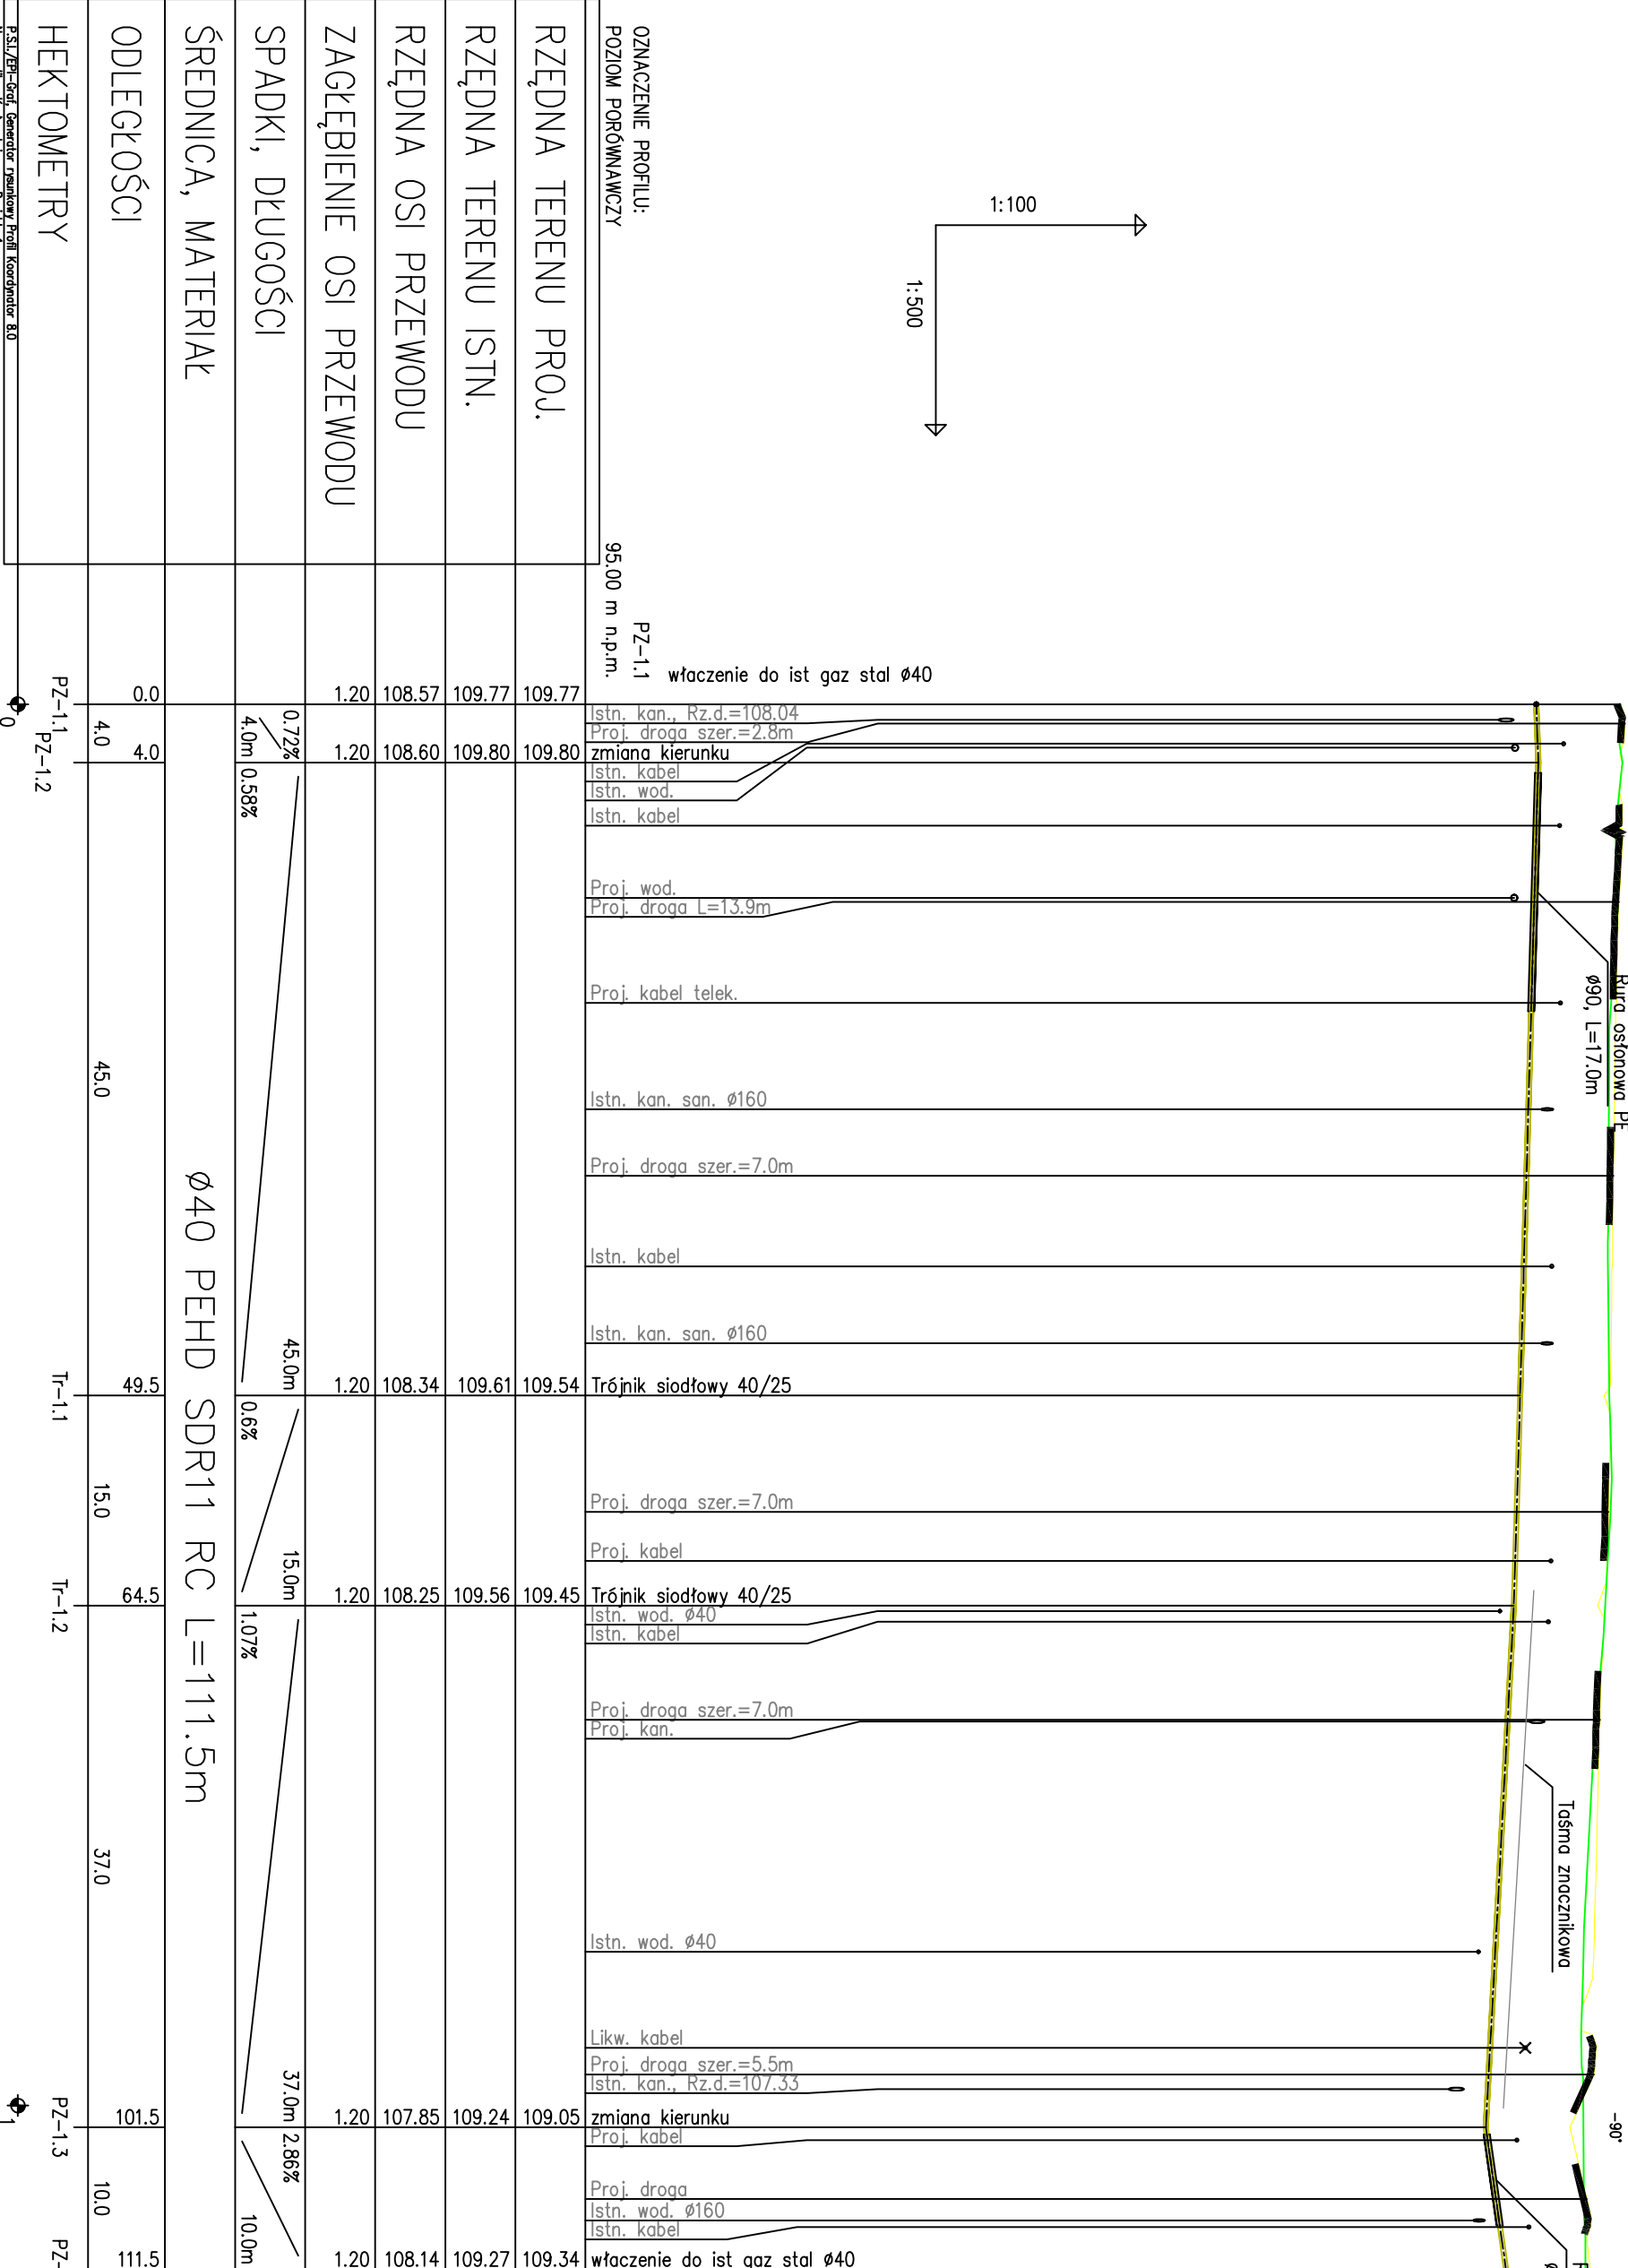 -90°
Rura osłonowa PE
ø90, L=17.0m
Taśma znacznikowa
1:100
1:500
włączenie do ist gaz stal ø40
OZNACZENIE PROFILU:
PZ-1.1
POZIOM PORÓWNAWCZY
95.00 m n.p.m.
Istn. kan., Rz.d.=108.04
Proj. droga szer.=2.8m
zmiana kierunku
Istn. kabel
Istn. wod.
Istn. kabel
Proj. wod.
Proj. droga L=13.9m
Proj. kabel telek.
Istn. kan. san. ø160
Proj. droga szer.=7.0m
Istn. kabel
Istn. kan. san. ø160
Trójnik siodłowy 40/25
Proj. droga szer.=7.0m
Proj. kabel
Trójnik siodłowy 40/25
Istn. wod. ø40
Istn. kabel
Proj. droga szer.=7.0m
Proj. kan.
Istn. wod. ø40
Likw. kabel
Proj. droga szer.=5.5m
Istn. kan., Rz.d.=107.33
zmiana kierunku
Proj. kabel
Proj. droga
Istn. wod. ø160
Istn. kabel
włączenie do ist gaz stal ø40
RZĘDNA TERENU PROJ.
109.77 109.80 109.54 109.45 109.05 109.34
RZĘDNA TERENU ISTN.
109.77 109.80 109.61 109.56 109.24 109.27
RZĘDNA OSI PRZEWODU
108.57 108.60 108.34 108.25 107.85 108.14
ZAGŁĘBIENIE OSI PRZEWODU
1.20 1.20 1.20 1.20 1.20 1.20
SPADKI, DŁUGOŚCI
0.72% 4.0m 0.58% 45.0m 0.6% 15.0m 1.07% 37.0m 2.86% 10.0m
ŚREDNICA, MATERIAŁ
Ø40 PEHD SDR11 RC L=111.5m
ODLEGŁOŚCI
0.0 4.0 49.5 64.5 101.5 111.5
4.0 45.0 15.0 37.0 10.0
HEKTOMETRY
PZ-1.1 PZ-1.2 Tr-1.1 Tr-1.2 PZ-1.3 PZ-
0 1
P.S.I./EPI-Graf, Generator rysunkowy Profil Koordynator 8.0